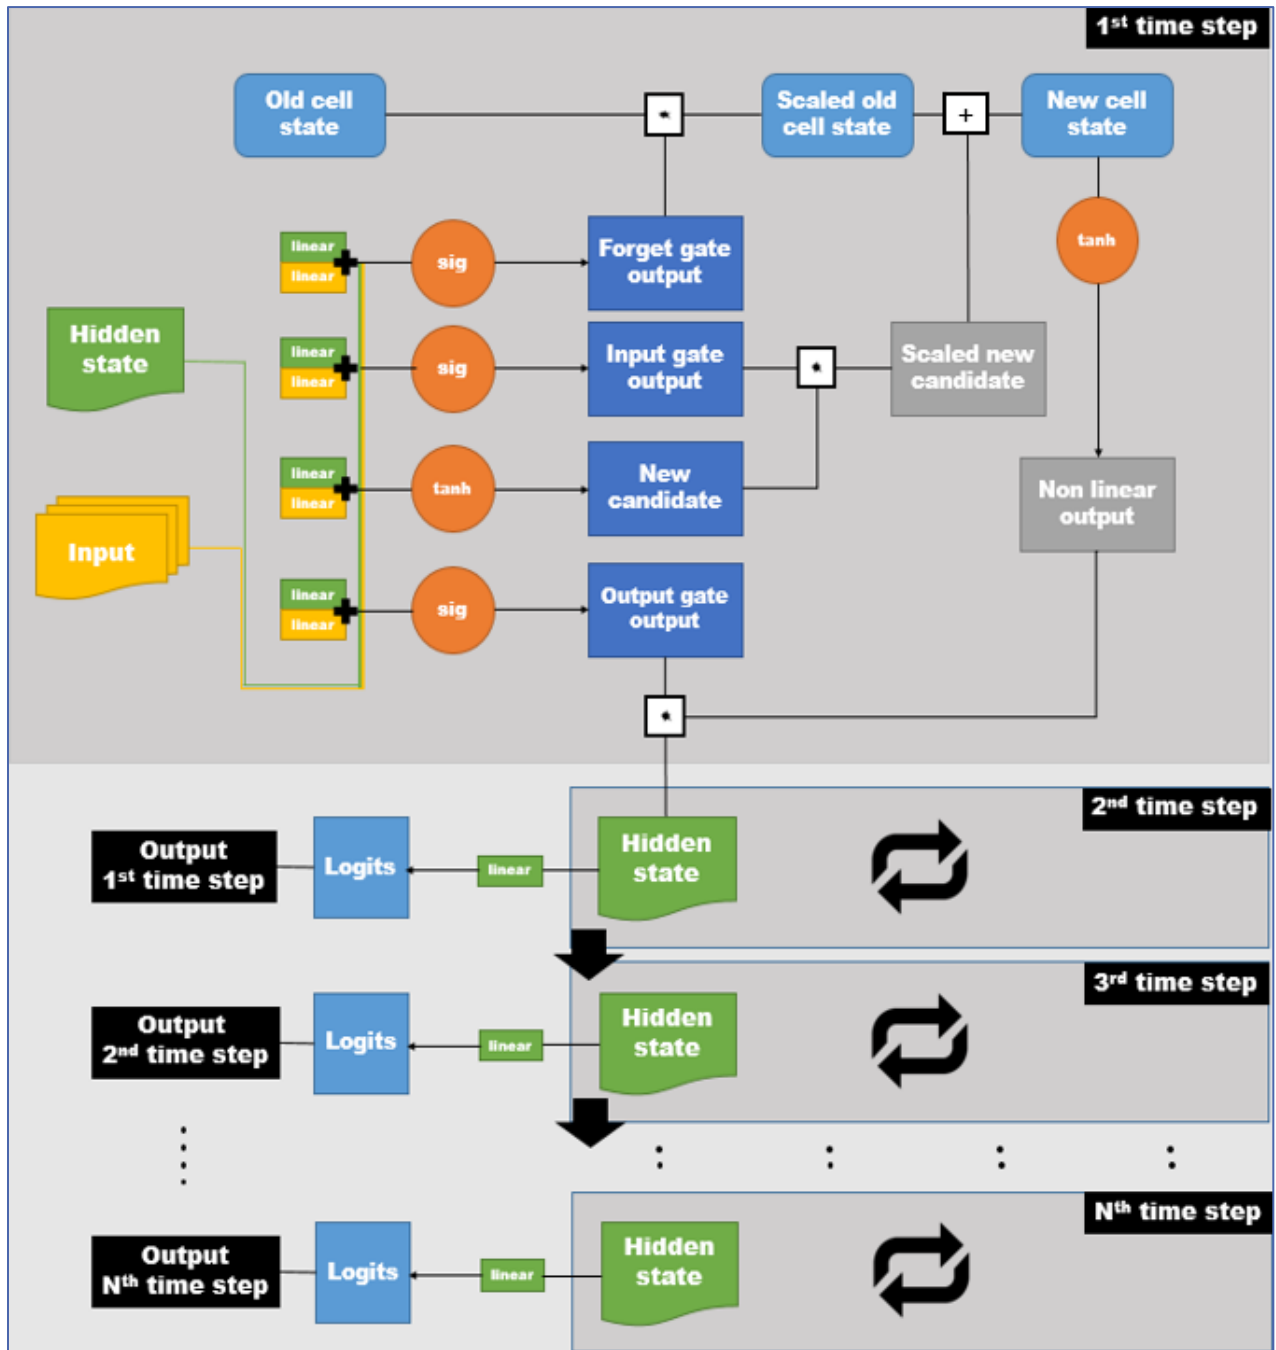 1st time step
Old cell
state
*
Scaled old
cell state
+
New cell
state
tanh
linear
linear
sig
Forget gate
output
Hidden
state
linear
linear
sig
Input gate
output
*
Scaled new
candidate
linear
linear
tanh
New
candidate
Non linear
output
Input
linear
linear
sig
Output gate
output
*
2nd time step
Output
1st time step
Logits
linear
Hidden
state
3rd time step
Output
2nd time step
Logits
linear
Hidden
state
Nth time step
Output
Nth time step
Logits
linear
Hidden
state